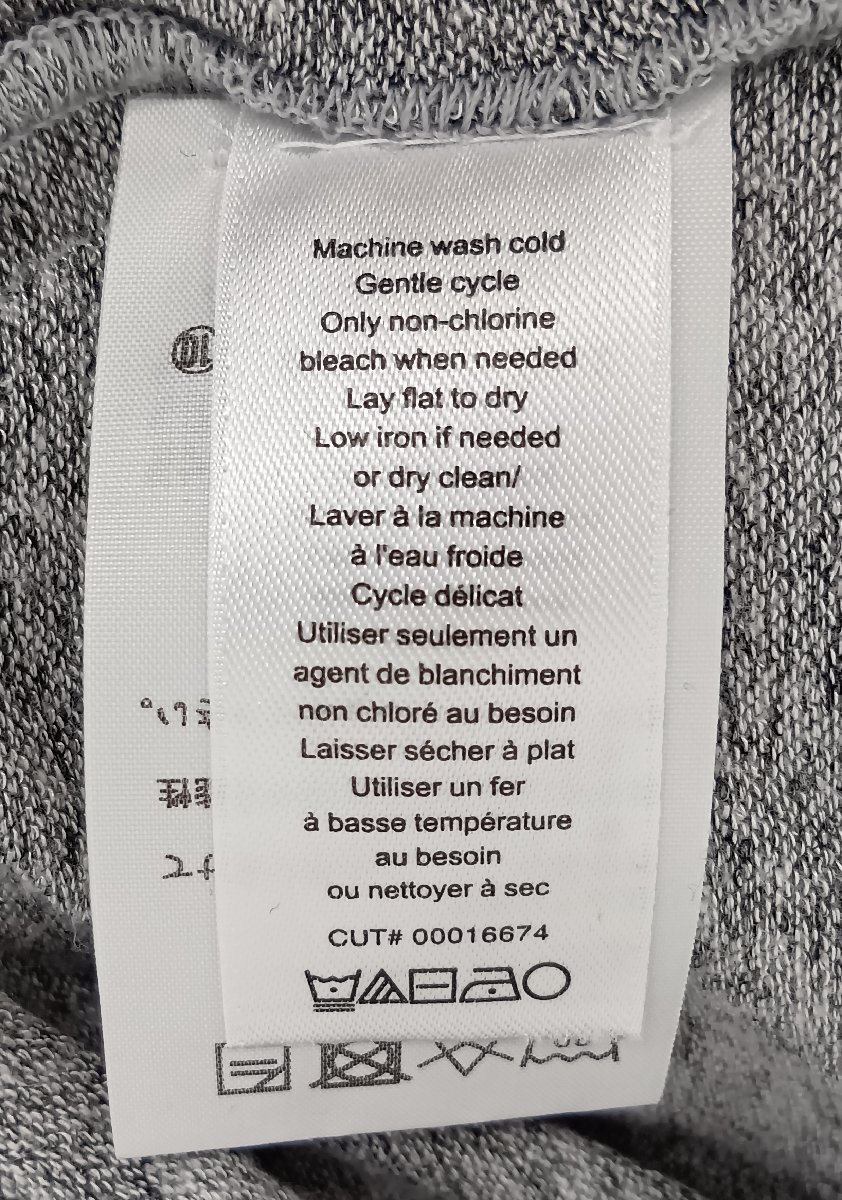 Machine wash cold
Gentle cycle
Only non-chlorine
bleach when needed
Lay flat to dry
Low iron if needed
or dry clean/
Laver à la machine
à l'eau froide
Cycle délicat
Utiliser seulement un
agent de blanchiment
non chloré au besoin
Laisser sécher à plat
Utiliser un fer
à basse température
au besoin
ou nettoyer à sec
CUT# 00016674